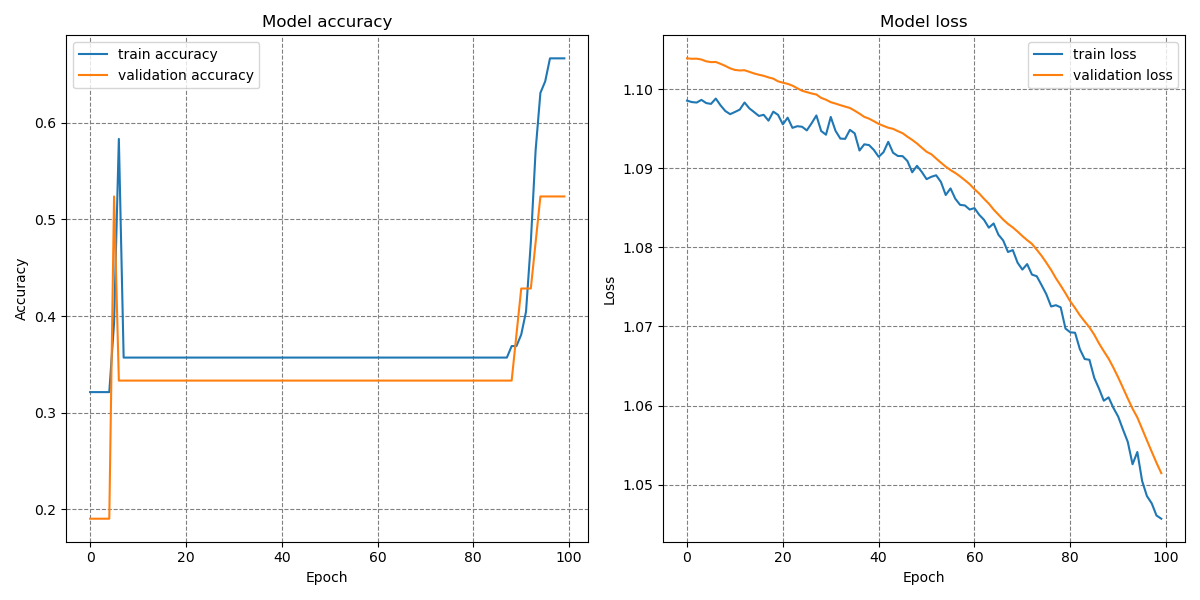 Model accuracy
train accuracy
validation accuracy
0.6
0.5
0.4
0.3
0.2
Accuracy
0 20 40 60 80 100
Epoch
Model loss
train loss
validation loss
1.10
1.09
1.08
1.07
1.06
1.05
Loss
0 20 40 60 80 100
Epoch